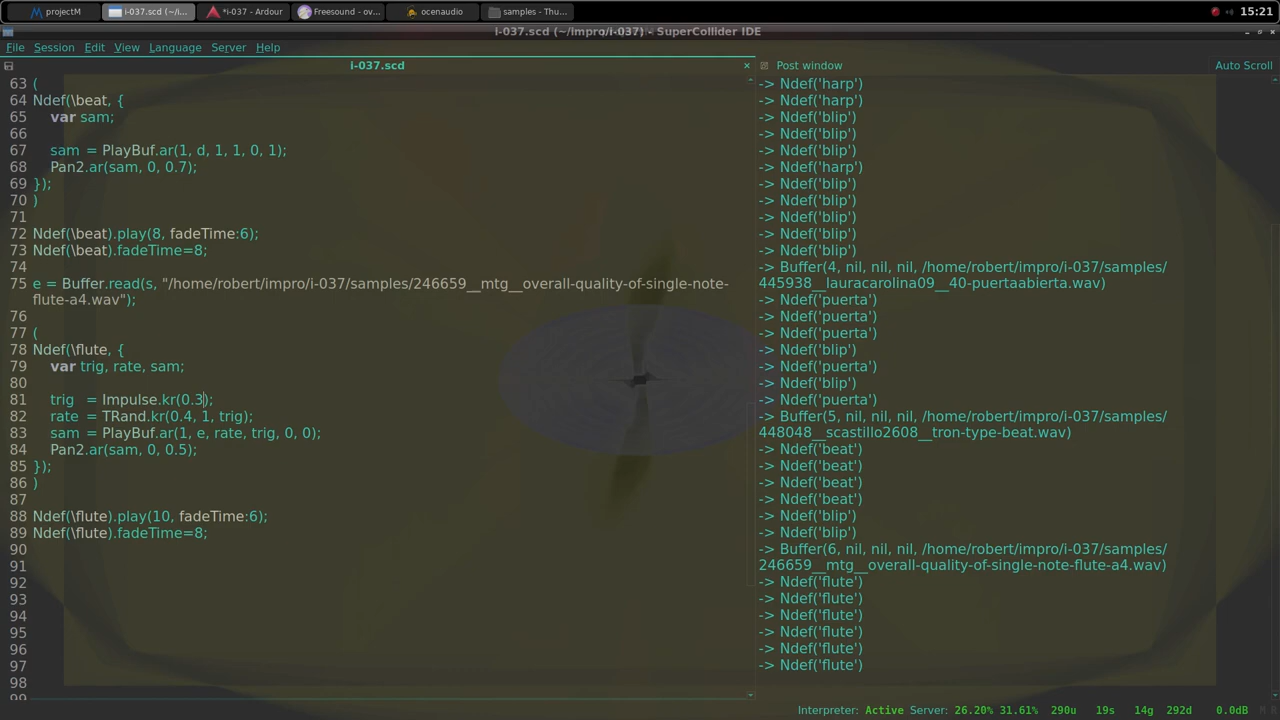 projectM
i-037.scd (~/i...
*i-037 - Ardour
Freesound - ov...
ocenaudio
samples - Thu...
15:21
i-037.scd (~/impro/i-037) - SuperCollider IDE
File Session Edit View Language Server Help
i-037.scd
63 (
64 Ndef(\beat, {
65     var sam;
66
67     sam = PlayBuf.ar(1, d, 1, 1, 0, 1);
68     Pan2.ar(sam, 0, 0.7);
69 });
70 )
71
72 Ndef(\beat).play(8, fadeTime:6);
73 Ndef(\beat).fadeTime=8;
74
75 e = Buffer.read(s, "/home/robert/impro/i-037/samples/246659__mtg__overall-quality-of-single-note-
flute-a4.wav");
76
77 (
78 Ndef(\flute, {
79     var trig, rate, sam;
80
81     trig  = Impulse.kr(0.3);
82     rate  = TRand.kr(0.4, 1, trig);
83     sam  = PlayBuf.ar(1, e, rate, trig, 0, 0);
84     Pan2.ar(sam, 0, 0.5);
85 });
86 )
87
88 Ndef(\flute).play(10, fadeTime:6);
89 Ndef(\flute).fadeTime=8;
90
91
92
93
94
95
96
97
98
99
Post window
Auto Scroll
-> Ndef('harp')
-> Ndef('harp')
-> Ndef('blip')
-> Ndef('blip')
-> Ndef('blip')
-> Ndef('harp')
-> Ndef('blip')
-> Ndef('blip')
-> Ndef('blip')
-> Ndef('blip')
-> Ndef('blip')
-> Buffer(4, nil, nil, nil, /home/robert/impro/i-037/samples/
445938__lauracarolina09__40-puertaabierta.wav)
-> Ndef('puerta')
-> Ndef('puerta')
-> Ndef('puerta')
-> Ndef('blip')
-> Ndef('puerta')
-> Ndef('blip')
-> Ndef('puerta')
-> Buffer(5, nil, nil, nil, /home/robert/impro/i-037/samples/
448048__scastillo2608__tron-type-beat.wav)
-> Ndef('beat')
-> Ndef('beat')
-> Ndef('beat')
-> Ndef('beat')
-> Ndef('blip')
-> Ndef('blip')
-> Buffer(6, nil, nil, nil, /home/robert/impro/i-037/samples/
246659__mtg__overall-quality-of-single-note-flute-a4.wav)
-> Ndef('flute')
-> Ndef('flute')
-> Ndef('flute')
-> Ndef('flute')
-> Ndef('flute')
-> Ndef('flute')
Interpreter: Active Server: 26.20% 31.61% 290u 19s 14g 292d 0.0dB M